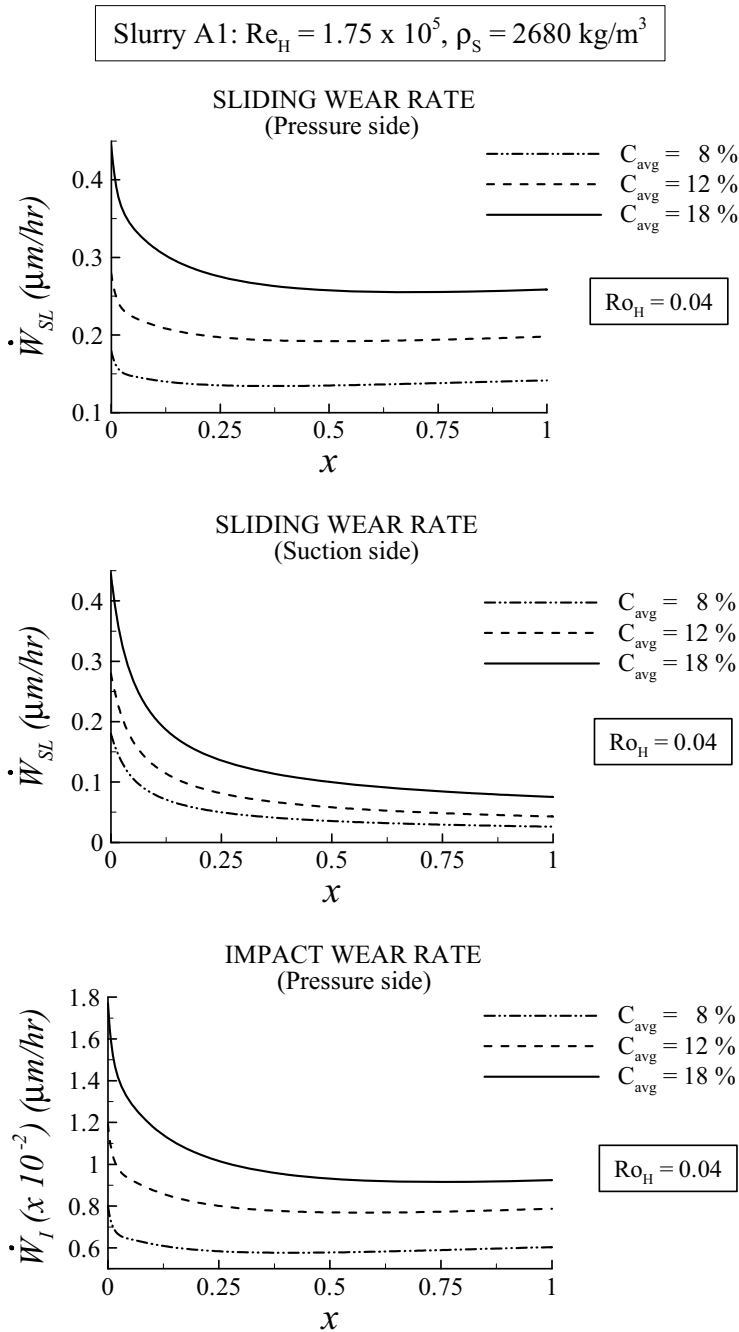 Slurry A1: Re_H = 1.75 x 10^5, ρ_S = 2680 kg/m^3
SLIDING WEAR RATE
(Pressure side)
C_avg = 8 %
C_avg = 12 %
C_avg = 18 %
Ro_H = 0.04
Ẇ_SL (μm/hr)
0.4
0.3
0.2
0.1
0 0.25 0.5 0.75 1
x
SLIDING WEAR RATE
(Suction side)
C_avg = 8 %
C_avg = 12 %
C_avg = 18 %
Ro_H = 0.04
Ẇ_SL (μm/hr)
0.4
0.3
0.2
0.1
0
0 0.25 0.5 0.75 1
x
IMPACT WEAR RATE
(Pressure side)
C_avg = 8 %
C_avg = 12 %
C_avg = 18 %
Ro_H = 0.04
Ẇ_I (x 10^-2) (μm/hr)
1.8
1.6
1.4
1.2
1
0.8
0.6
0 0.25 0.5 0.75 1
x